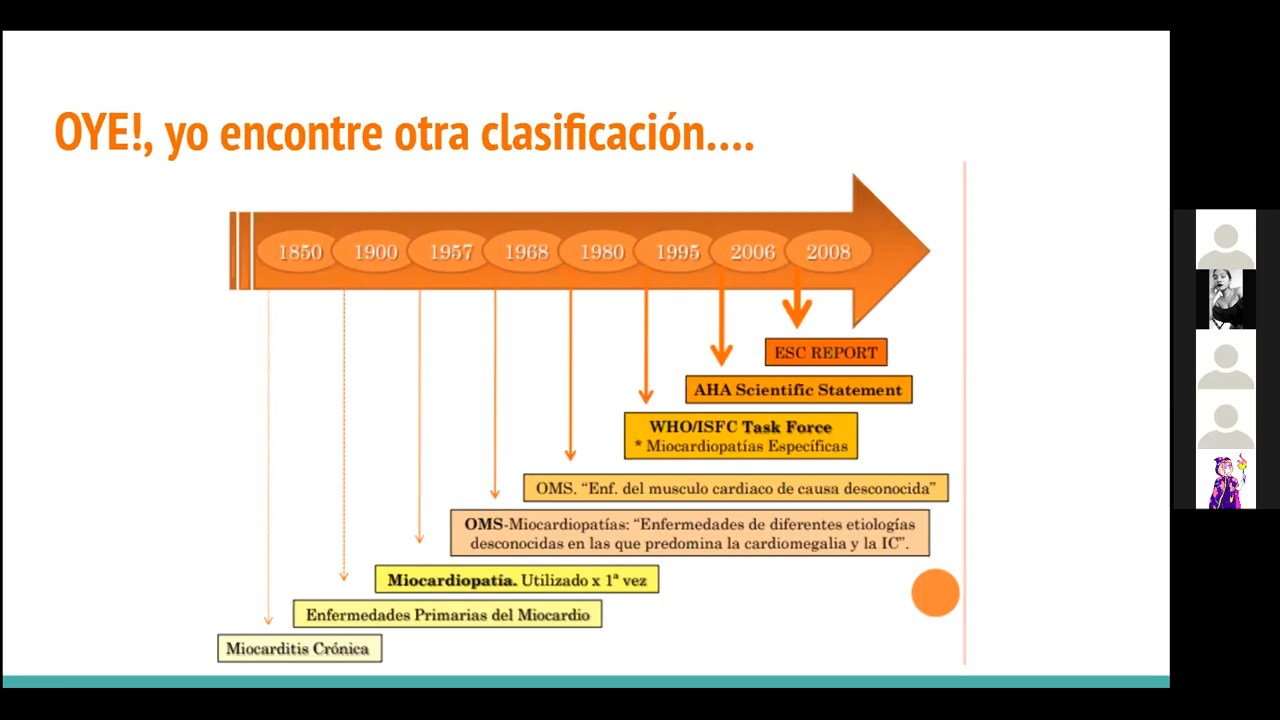 OYE!, yo encontre otra clasificación....
1850 1900 1957 1968 1980 1995 2006 2008
ESC REPORT
AHA Scientific Statement
WHO/ISFC Task Force
* Miocardiopatías Específicas
OMS. “Enf. del musculo cardiaco de causa desconocida”
OMS-Miocardiopatías: “Enfermedades de diferentes etiologías
desconocidas en las que predomina la cardiomegalia y la IC”.
Miocardiopatía. Utilizado x 1ª vez
Enfermedades Primarias del Miocardio
Miocarditis Crónica